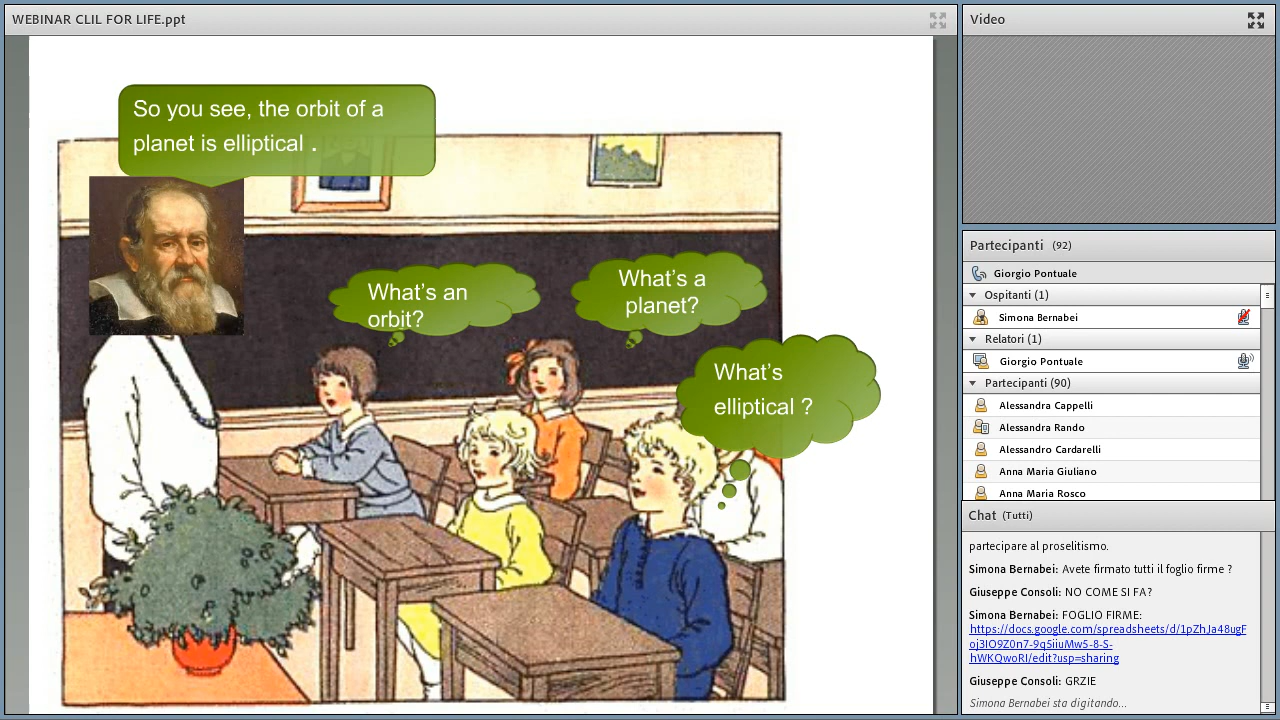 WEBINAR CLIL FOR LIFE.ppt
So you see, the orbit of a
planet is elliptical .
What's an
orbit?
What's a
planet?
What's
elliptical ?
Video
Partecipanti (92)
Giorgio Pontuale
Ospitanti (1)
Simona Bernabei
Relatori (1)
Giorgio Pontuale
Partecipanti (90)
Alessandra Cappelli
Alessandra Rando
Alessandro Cardarelli
Anna Maria Giuliano
Anna Maria Rosco
Chat (Tutti)
partecipare al proselitismo.
Simona Bernabei: Avete firmato tutti il foglio firme ?
Giuseppe Consoli: NO COME SI FA?
Simona Bernabei: FOGLIO FIRME:
https://docs.google.com/spreadsheets/d/1pZhJa48ugF
oj3IO9Z0n7-9q5iiuMw5-8-S-
hWKQwoRI/edit?usp=sharing
Giuseppe Consoli: GRZIE
Simona Bernabei sta digitando...